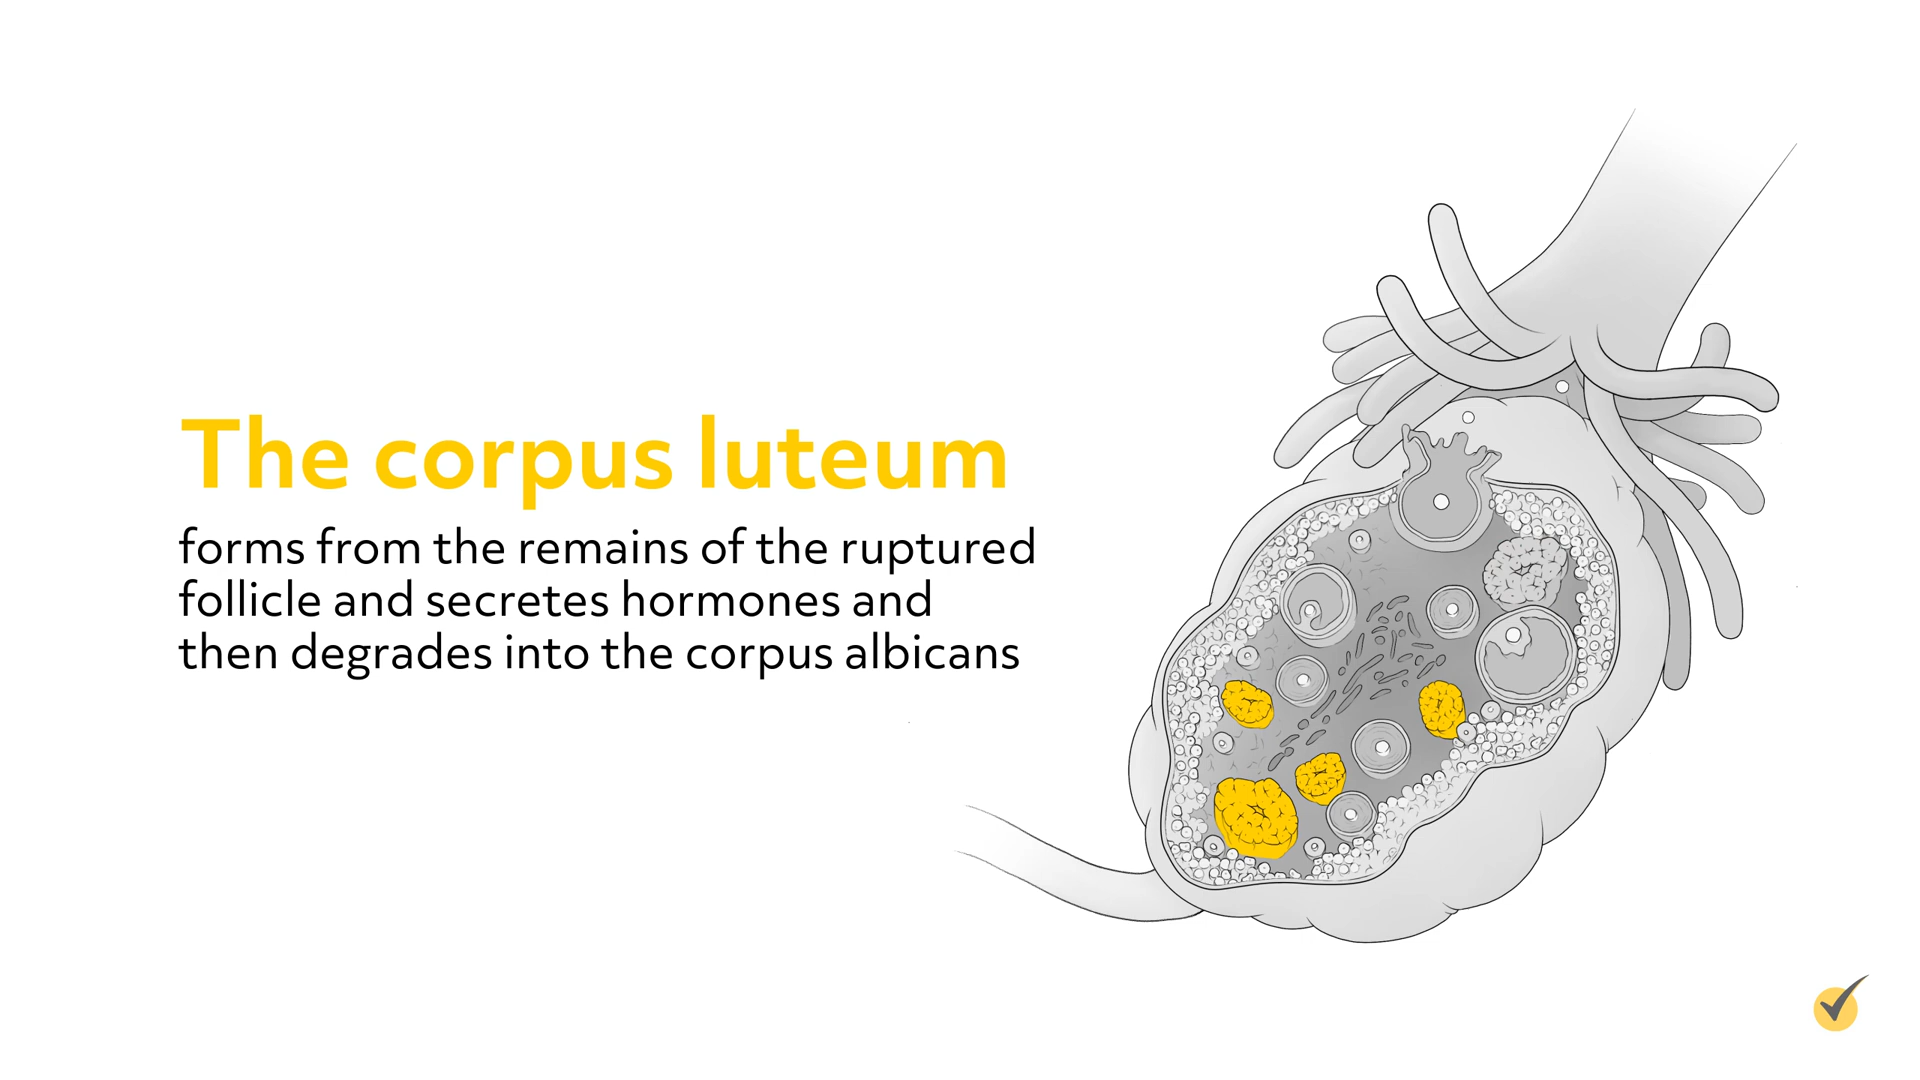 The corpus luteum
forms from the remains of the ruptured
follicle and secretes hormones and
then degrades into the corpus albicans